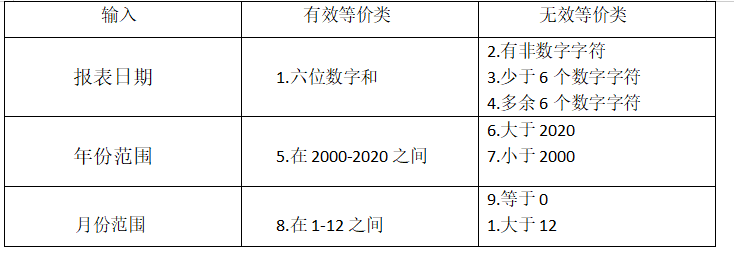 输入 有效等价类 无效等价类
报表日期 1.六位数字和 2.有非数字字符
3.少于 6 个数字字符
4.多余 6 个数字字符
年份范围 5.在 2000-2020 之间 6.大于 2020
7.小于 2000
月份范围 8.在 1-12 之间 9.等于 0
1.大于 12